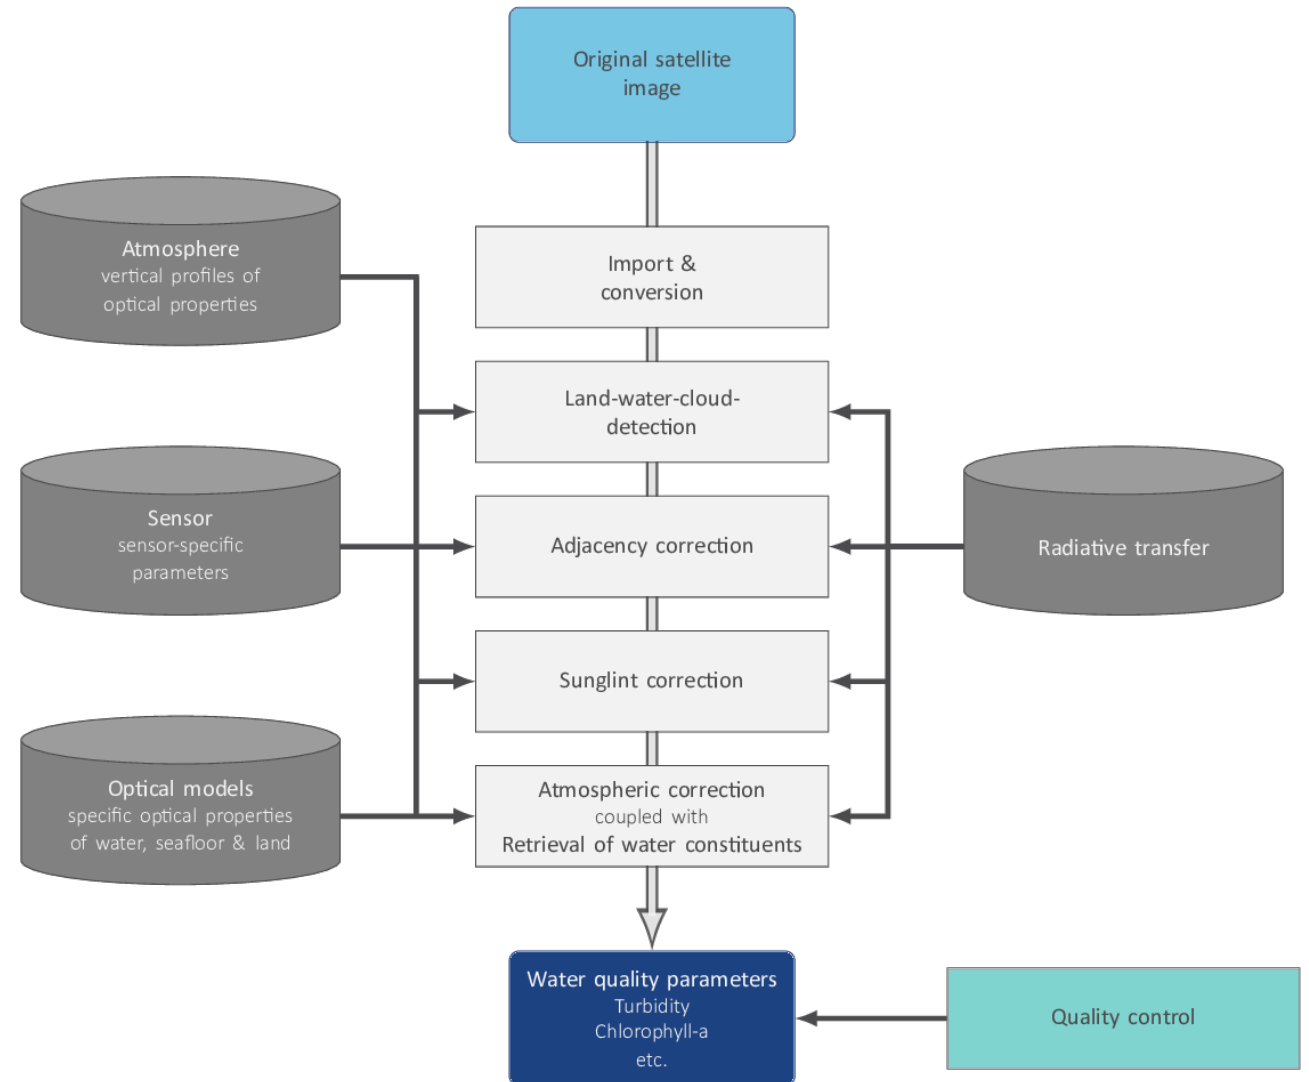 Original satellite
image
Atmosphere
vertical profiles of
optical properties
Import &
conversion
Land-water-cloud-
detection
Sensor
sensor-specific
parameters
Adjacency correction
Radiative transfer
Sunglint correction
Optical models
specific optical properties
of water, seafloor & land
Atmospheric correction
coupled with
Retrieval of water constituents
Water quality parameters
Turbidity
Chlorophyll-a
etc.
Quality control